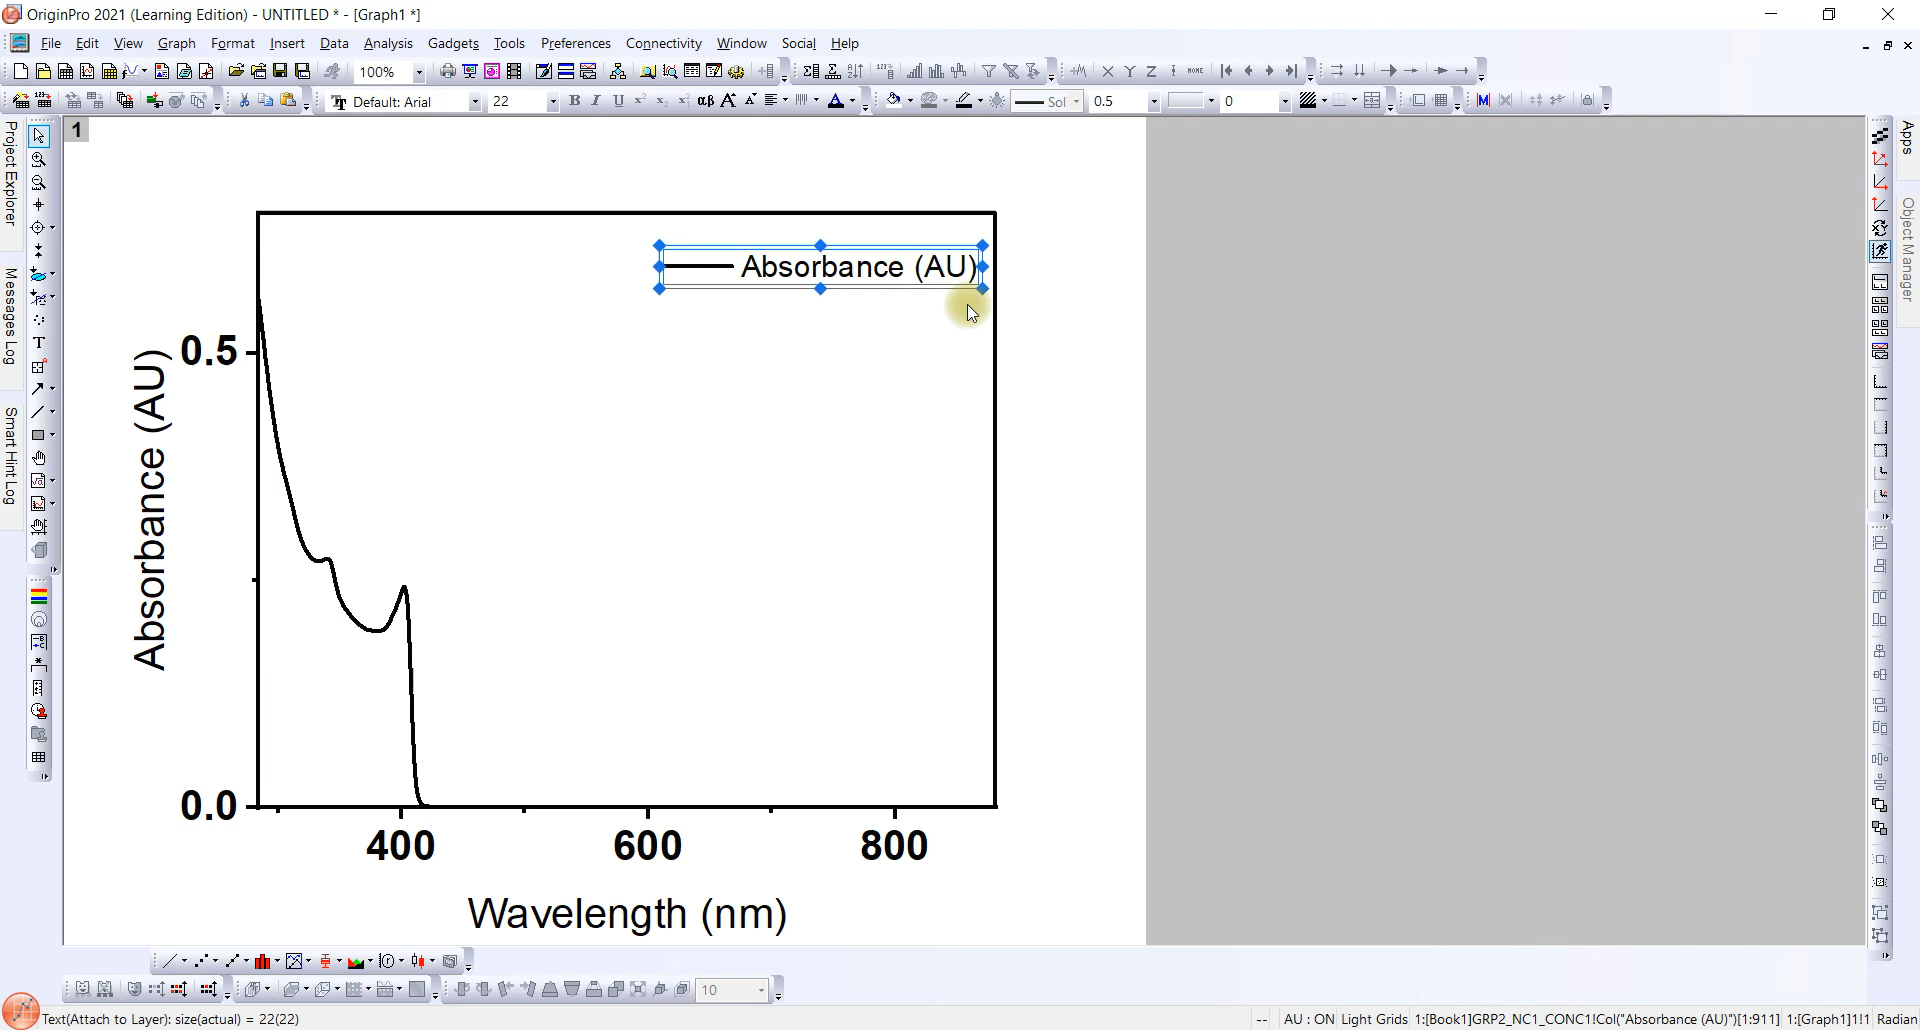 OriginPro 2021 (Learning Edition) - UNTITLED * - [Graph1 *]
File Edit View Graph Format Insert Data Analysis Gadgets Tools Preferences Connectivity Window Social Help
100%
Default: Arial 22 B I U αβ A A A Sol 0.5 0
Project Explorer
Messages Log
Smart Hint Log
Apps
Object Manager
1
Absorbance (AU)
0.5
Absorbance (AU)
0.0
400 600 800
Wavelength (nm)
10
Text(Attach to Layer): size(actual) = 22(22)
-- AU : ON Light Grids 1:[Book1]GRP2_NC1_CONC1!Col("Absorbance (AU)")[1:911] 1:[Graph1]1!1 Radian